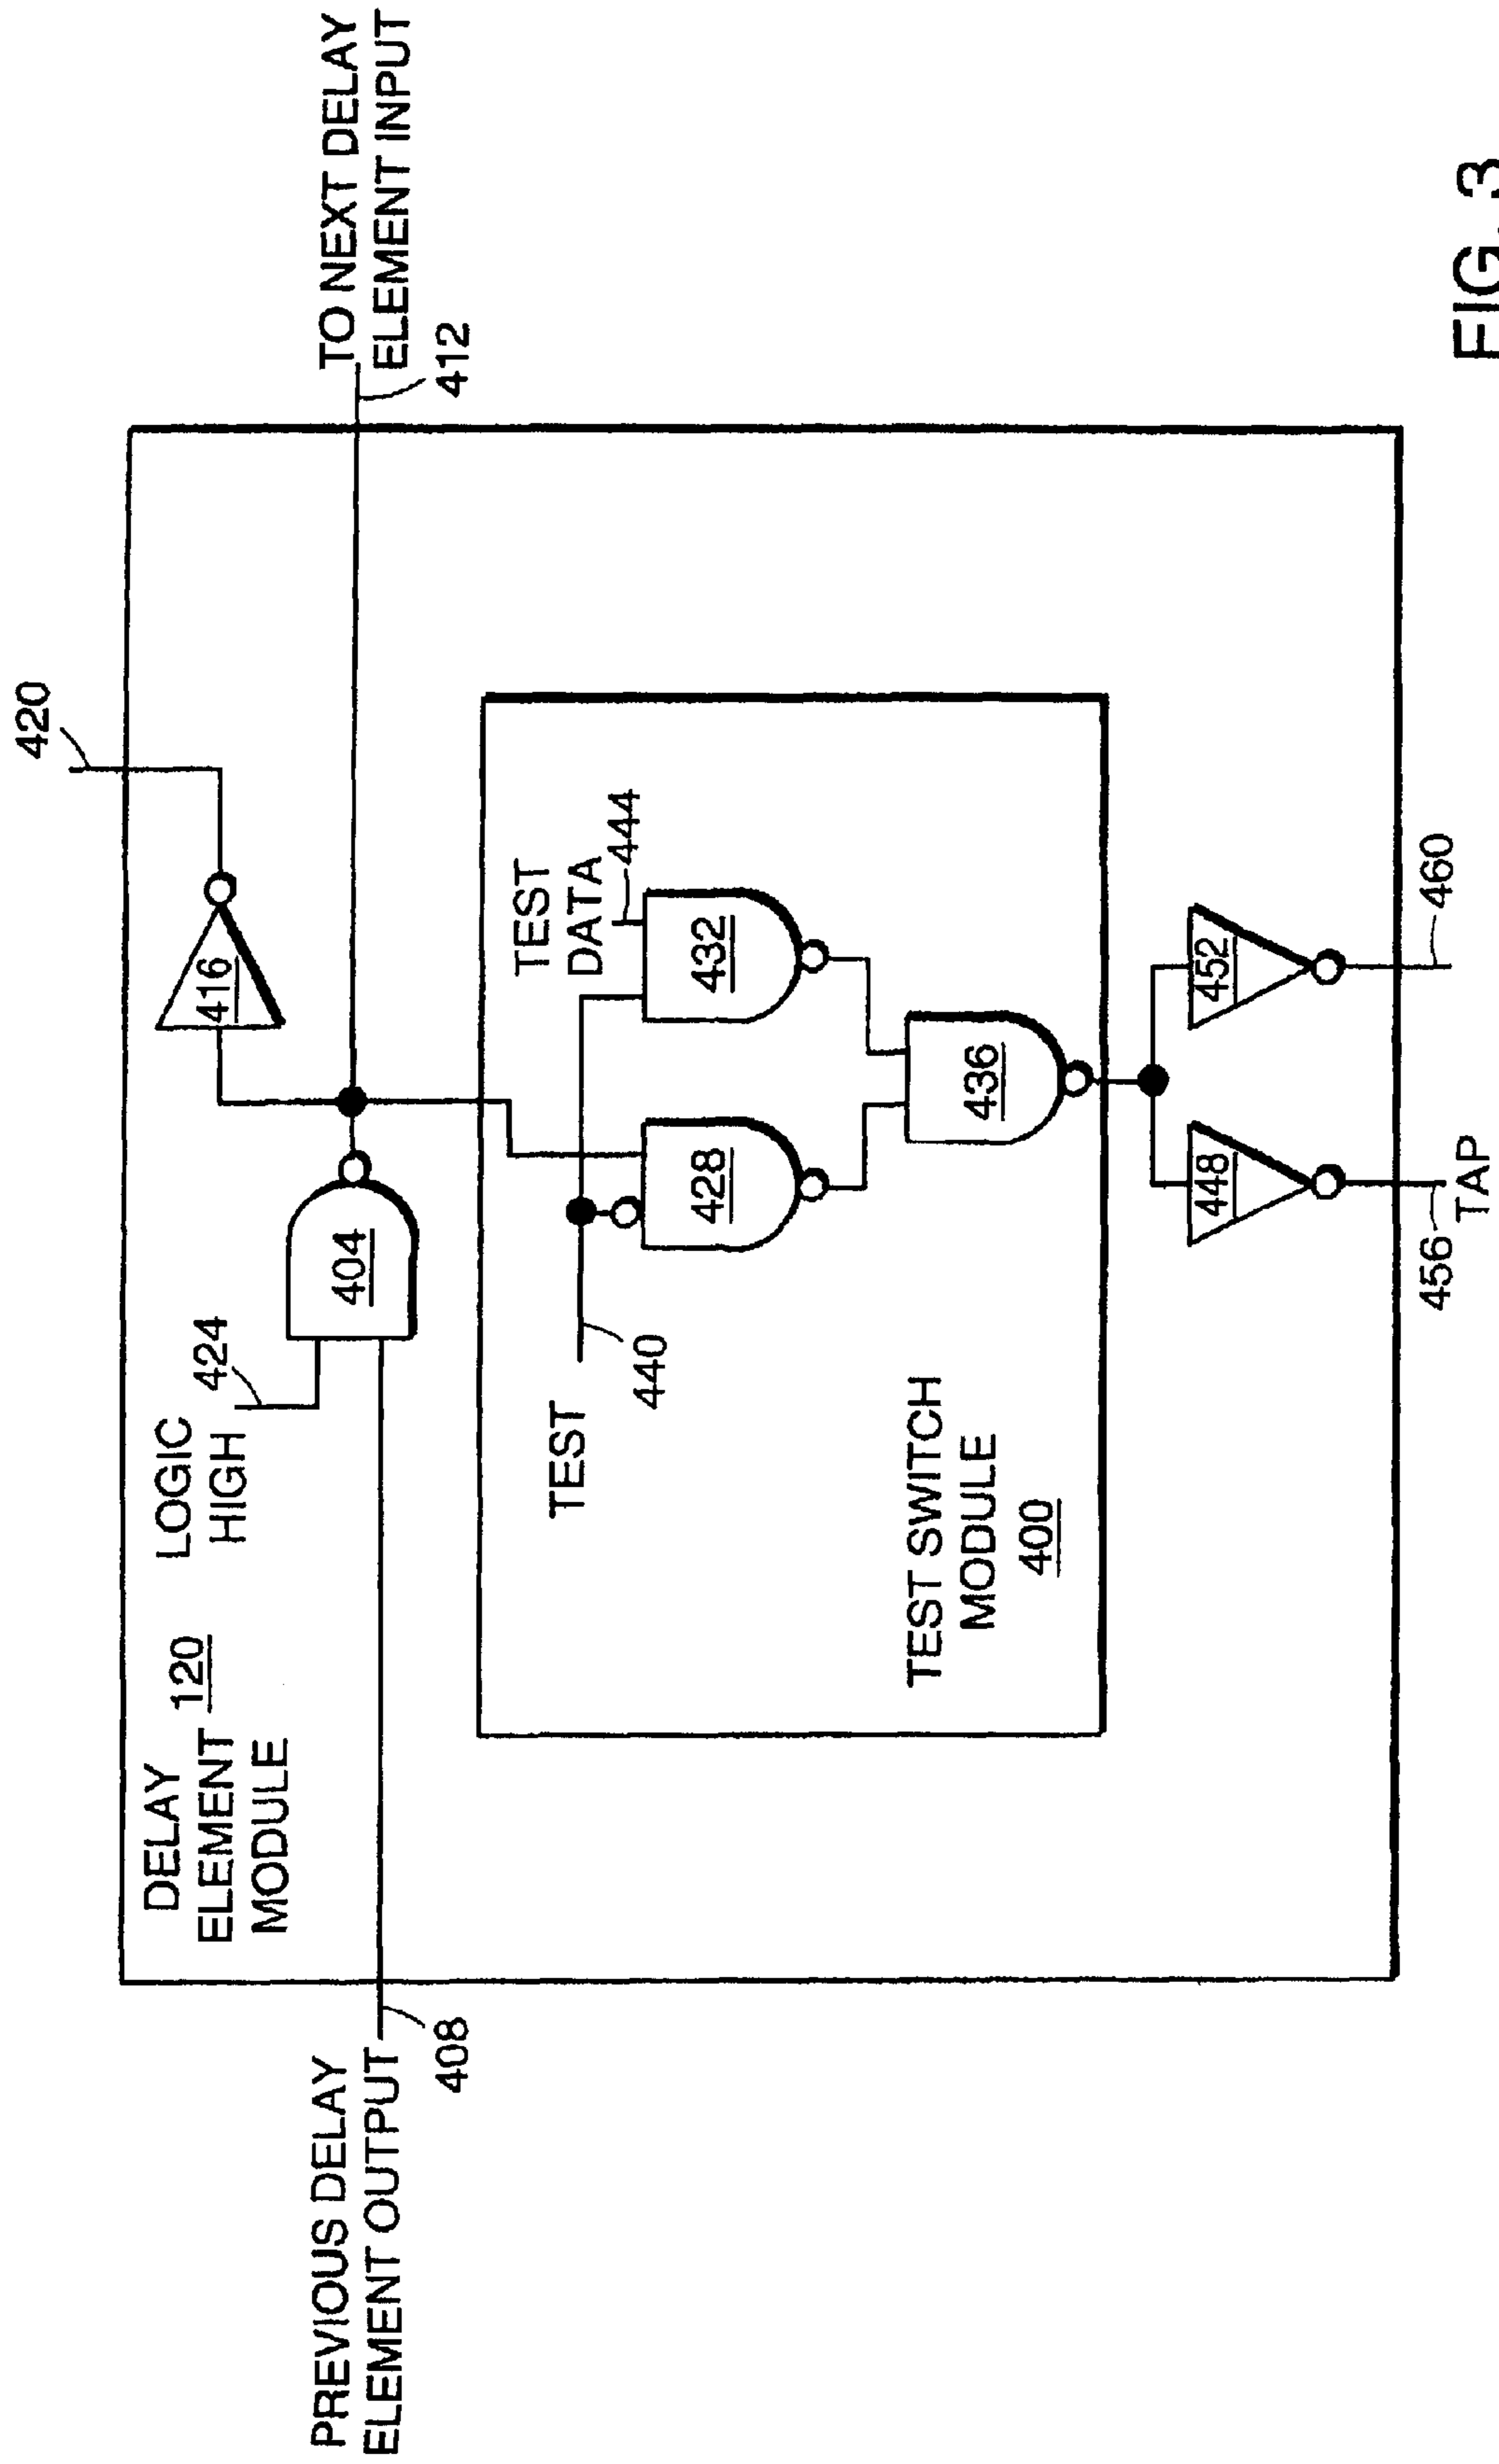 DELAY
ELEMENT 120
MODULE
LOGIC
HIGH
424
420
416
404
PREVIOUS DELAY
ELEMENT OUTPUT
408
TO NEXT DELAY
ELEMENT INPUT
412
TEST
440
TEST
DATA
444
428
432
436
TEST SWITCH
MODULE
400
448
452
456
TAP
460
FIG. 3